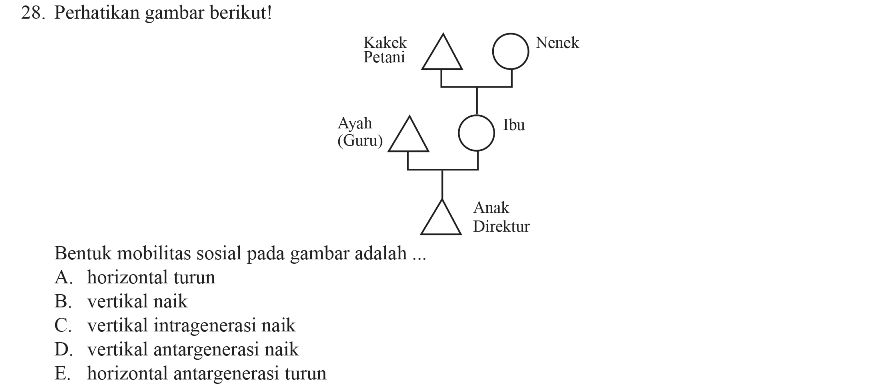 28. Perhatikan gambar berikut!
Kakek
Petani
Nenek
Ayah
(Guru)
Ibu
Anak
Direktur
Bentuk mobilitas sosial pada gambar adalah ...
A. horizontal turun
B. vertikal naik
C. vertikal intragenerasi naik
D. vertikal antargenerasi naik
E. horizontal antargenerasi turun